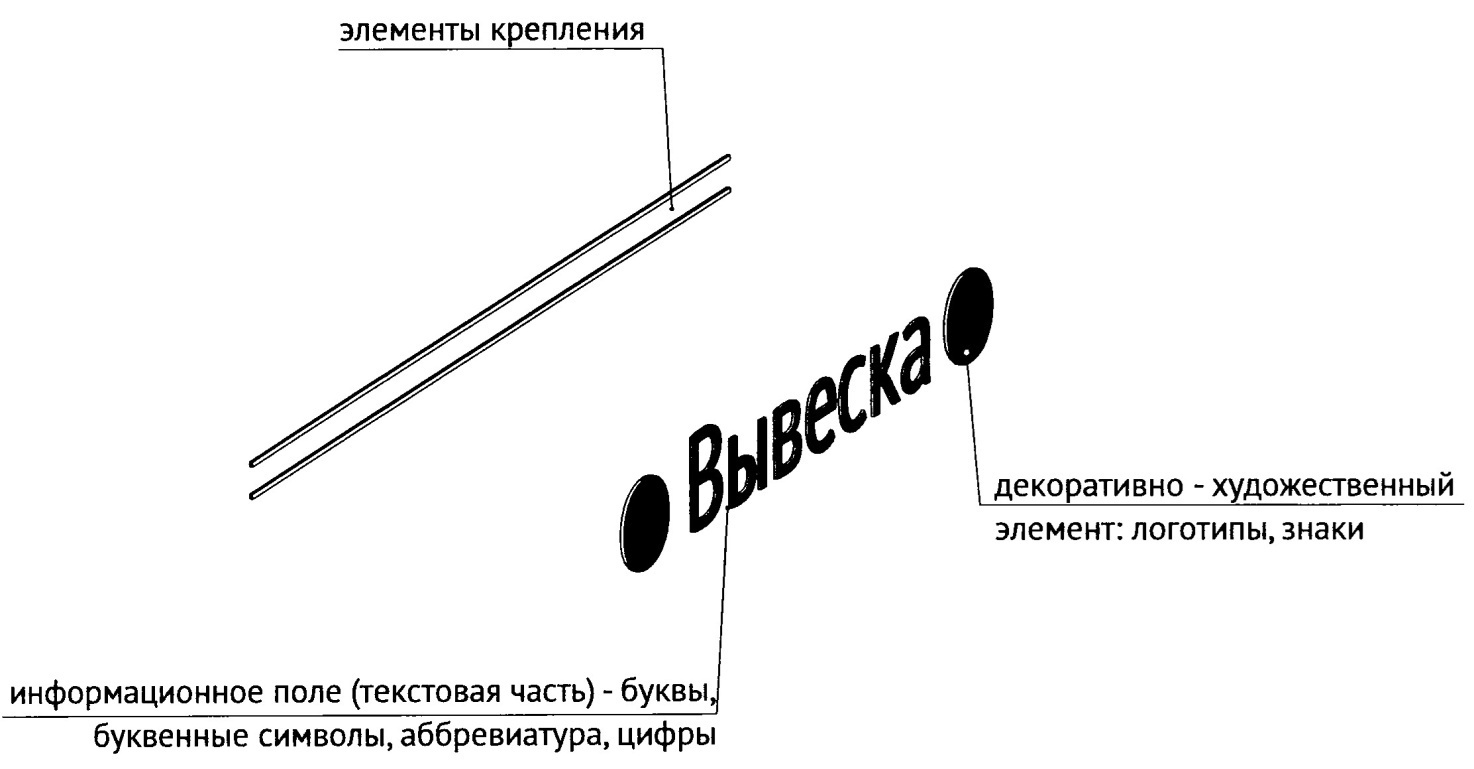 элементы крепления
Вывеска
декоративно - художественный
элемент: логотипы, знаки
информационное поле (текстовая часть) - буквы,
буквенные символы, аббревиатура, цифры